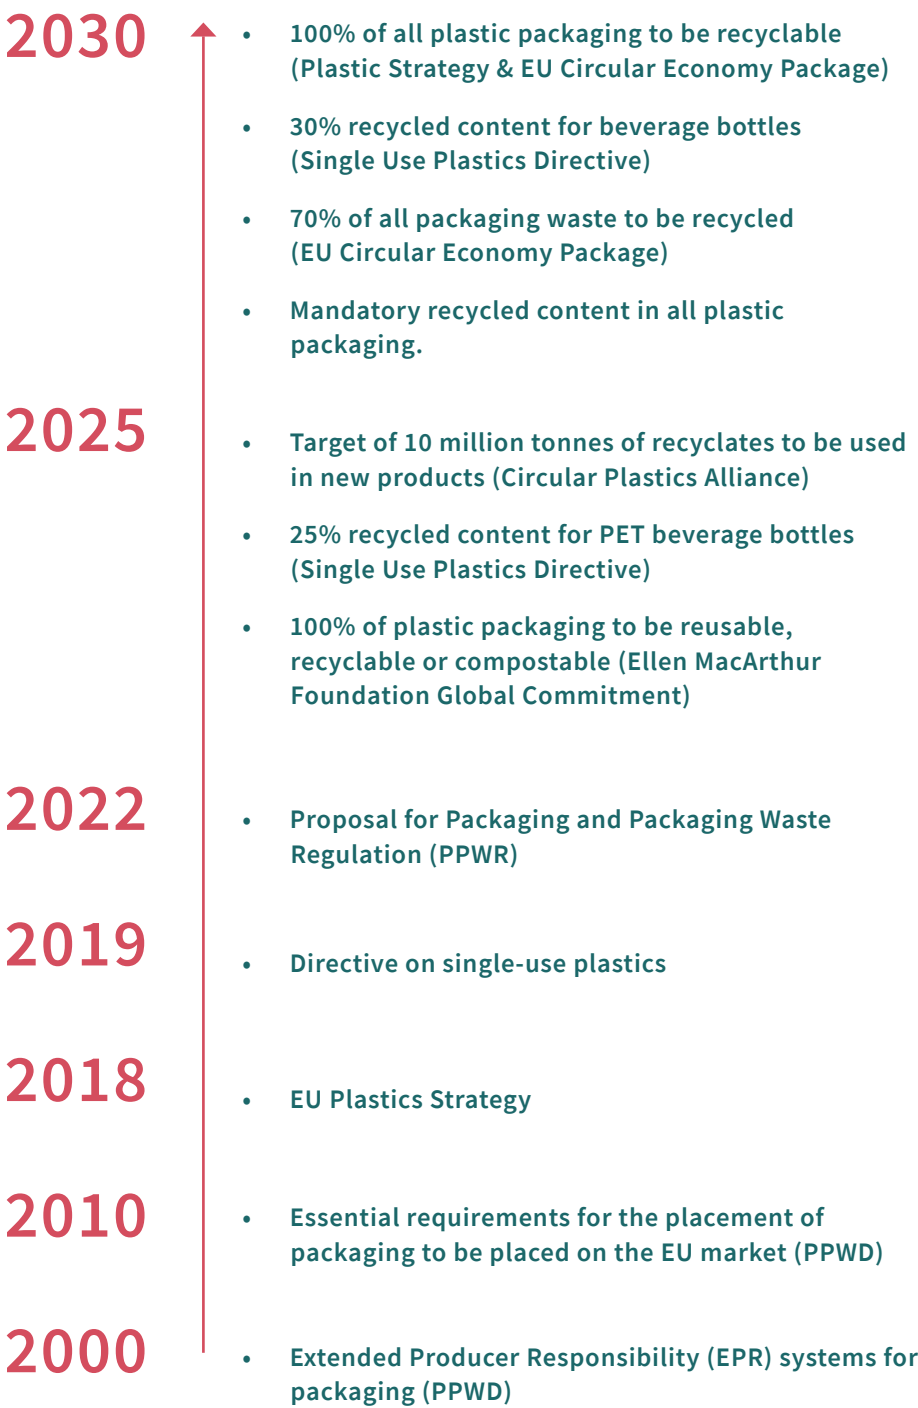 2030
• 100% of all plastic packaging to be recyclable
(Plastic Strategy & EU Circular Economy Package)
• 30% recycled content for beverage bottles
(Single Use Plastics Directive)
• 70% of all packaging waste to be recycled
(EU Circular Economy Package)
• Mandatory recycled content in all plastic
packaging.
2025
• Target of 10 million tonnes of recyclates to be used
in new products (Circular Plastics Alliance)
• 25% recycled content for PET beverage bottles
(Single Use Plastics Directive)
• 100% of plastic packaging to be reusable,
recyclable or compostable (Ellen MacArthur
Foundation Global Commitment)
2022
• Proposal for Packaging and Packaging Waste
Regulation (PPWR)
2019
• Directive on single-use plastics
2018
• EU Plastics Strategy
2010
• Essential requirements for the placement of
packaging to be placed on the EU market (PPWD)
2000
• Extended Producer Responsibility (EPR) systems for
packaging (PPWD)